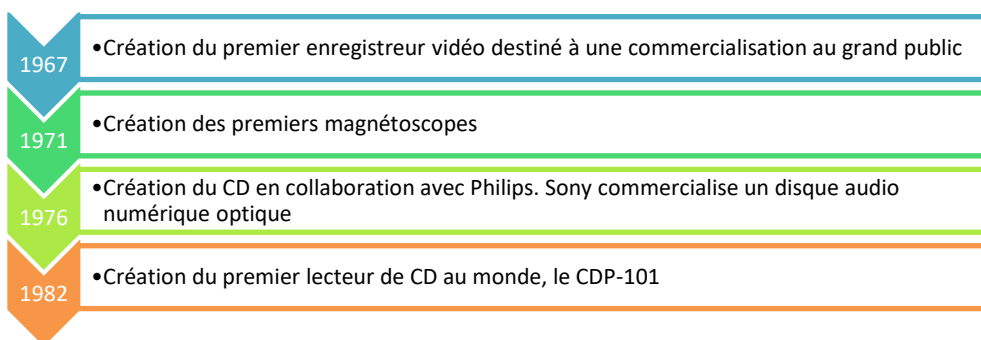 1967
•Création du premier enregistreur vidéo destiné à une commercialisation au grand public
1971
•Création des premiers magnétoscopes
1976
•Création du CD en collaboration avec Philips. Sony commercialise un disque audio
numérique optique
1982
•Création du premier lecteur de CD au monde, le CDP-101